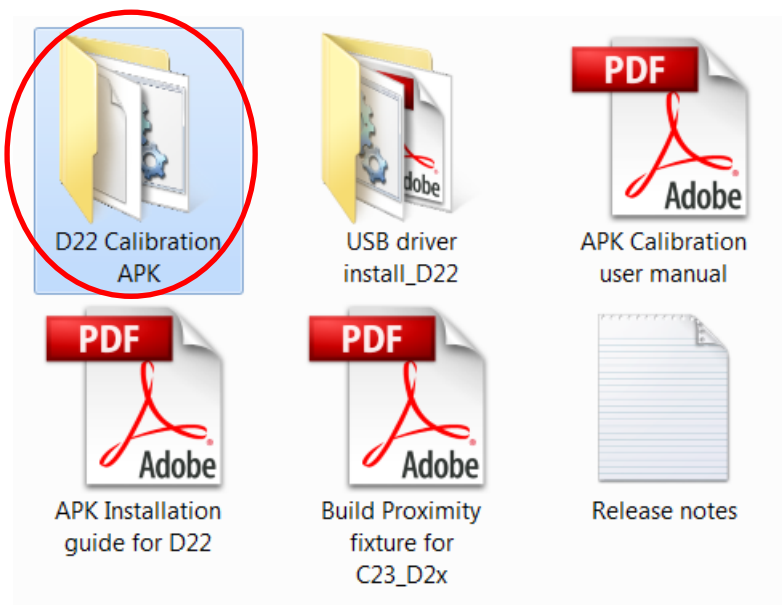 D22 Calibration
APK
dobe
USB driver
install_D22
PDF
Adobe
APK Calibration
user manual
PDF
Adobe
APK Installation
guide for D22
PDF
Adobe
Build Proximity
fixture for
C23_D2x
Release notes